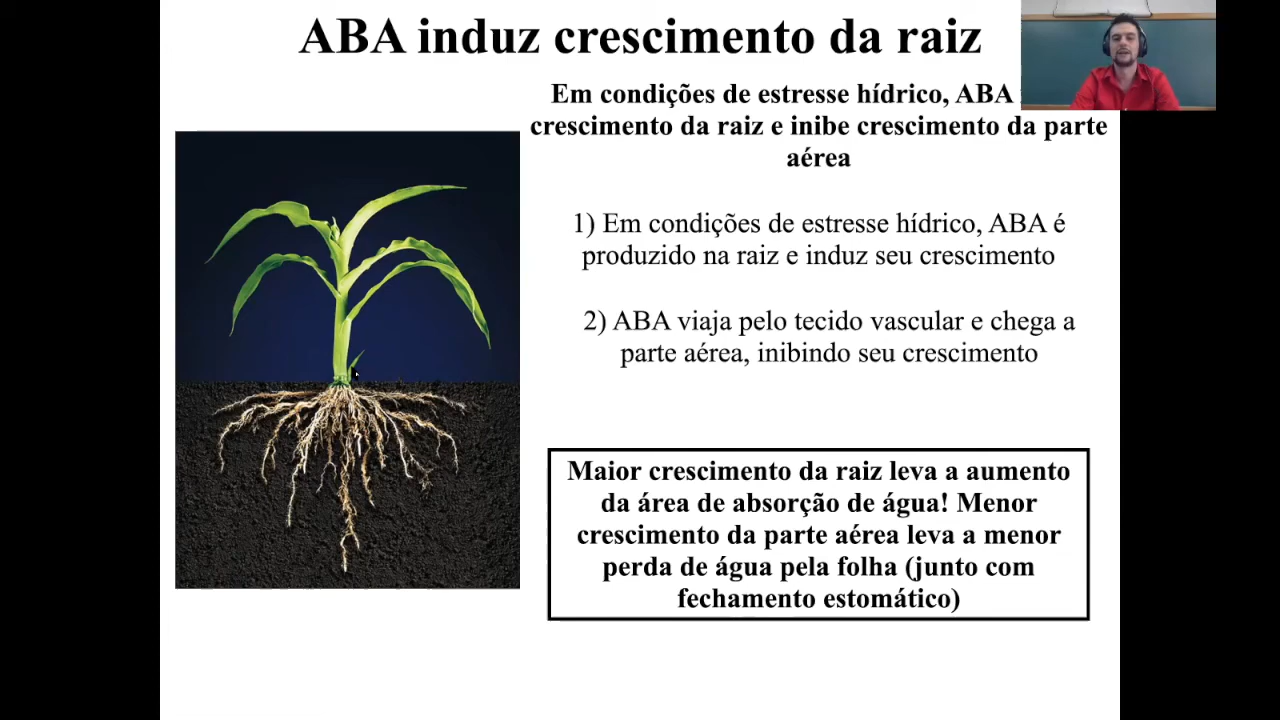 ABA induz crescimento da raiz
Em condições de estresse hídrico, ABA
crescimento da raiz e inibe crescimento da parte
aérea
1) Em condições de estresse hídrico, ABA é
produzido na raiz e induz seu crescimento
2) ABA viaja pelo tecido vascular e chega a
parte aérea, inibindo seu crescimento
Maior crescimento da raiz leva a aumento
da área de absorção de água! Menor
crescimento da parte aérea leva a menor
perda de água pela folha (junto com
fechamento estomático)